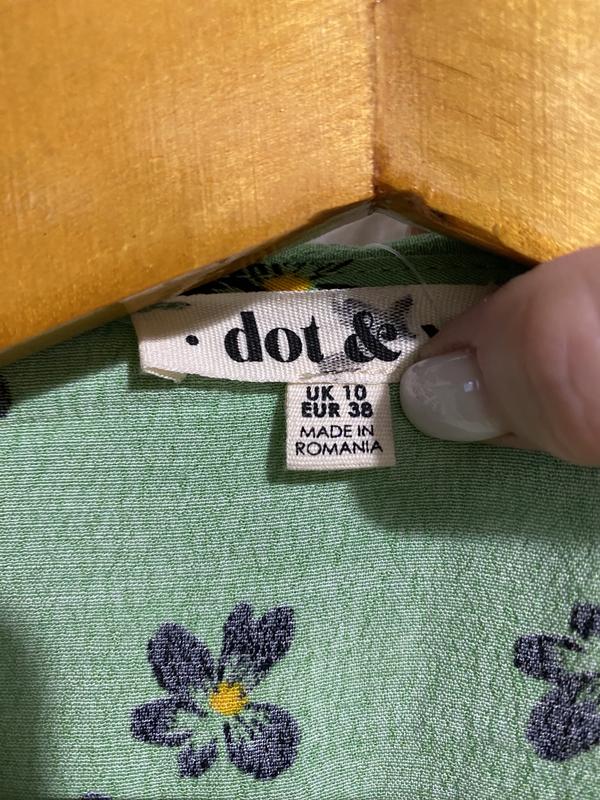 · dot &
UK 10
EUR 38
MADE IN
ROMANIA